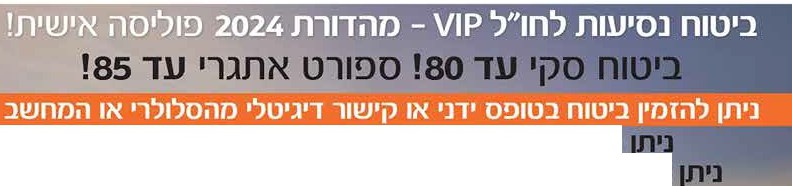 ביטוח נסיעות לחו"ל VIP – מהדורת 2024 פוליסה אישית!
ביטוח סקי עד 80! ספורט אתגרי עד 85!
ניתן להזמין ביטוח בטופס ידני או קישור דיגיטלי מהסלולרי או המחשב
ניתן
ניתן